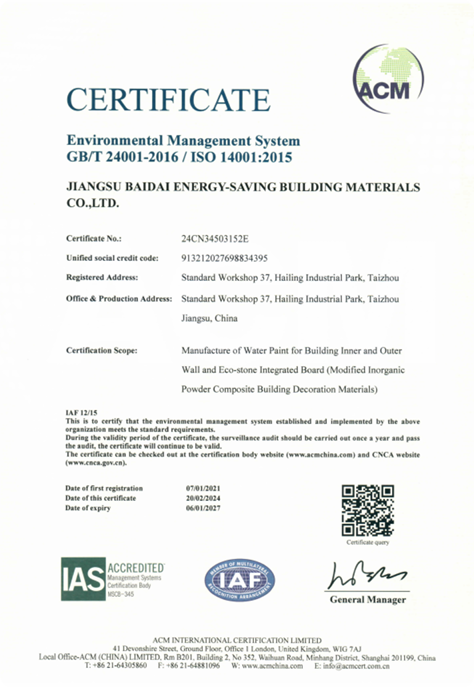 ACM
CERTIFICATE
Environmental Management System
GB/T 24001-2016 / ISO 14001:2015
JIANGSU BAIDAI ENERGY-SAVING BUILDING MATERIALS
CO.,LTD.
Certificate No.: 24CN34503152E
Unified social credit code: 913212027698834395
Registered Address: Standard Workshop 37, Hailing Industrial Park, Taizhou
Office & Production Address: Standard Workshop 37, Hailing Industrial Park, Taizhou
Jiangsu, China
Certification Scope: Manufacture of Water Paint for Building Inner and Outer
Wall and Eco-stone Integrated Board (Modified Inorganic
Powder Composite Building Decoration Materials)
IAF 12/15
This is to certify that the environmental management system established and implemented by the above
organization meets the standard requirements.
During the validity period of the certificate, the surveillance audit should be carried out once a year and pass
the audit, the certificate will continue to be valid.
The certificate can be checked out at the certification body website (www.acmchina.com) and CNCA website
(www.cnca.gov.cn).
Date of first registration 07/01/2021
Date of this certificate 20/02/2024
Date of expiry 06/01/2027
Certificate query
IAS ACCREDITED
Management Systems
Certification Body
MSCB-345
MEMBER OF MULTILATERAL
IAF
RECOGNITION ARRANGEMENT
General Manager
ACM INTERNATIONAL CERTIFICATION LIMITED
41 Devonshire Street, Ground Floor, Office 1 London, United Kingdom, WIG 7AJ
Local Office-ACM (CHINA) LIMITED, Rm B201, Building 2, No 352, Waihuan Road, Minhang District, Shanghai 201199, China
T: +86 21-64305860 F: +86 21-64881096 W: www.acmchina.com E: info@acmcert.com.cn